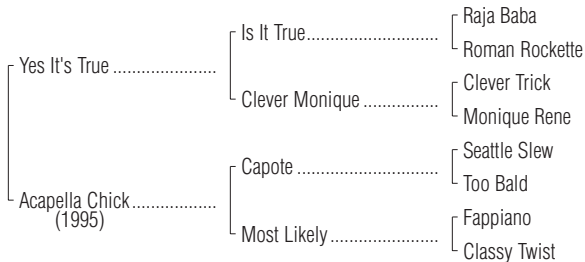 Raja Baba
Is It True
Roman Rockette
Yes It's True
Clever Trick
Clever Monique
Monique Rene
Seattle Slew
Capote
Too Bald
Acapella Chick
(1995)
Fappiano
Most Likely
Classy Twist